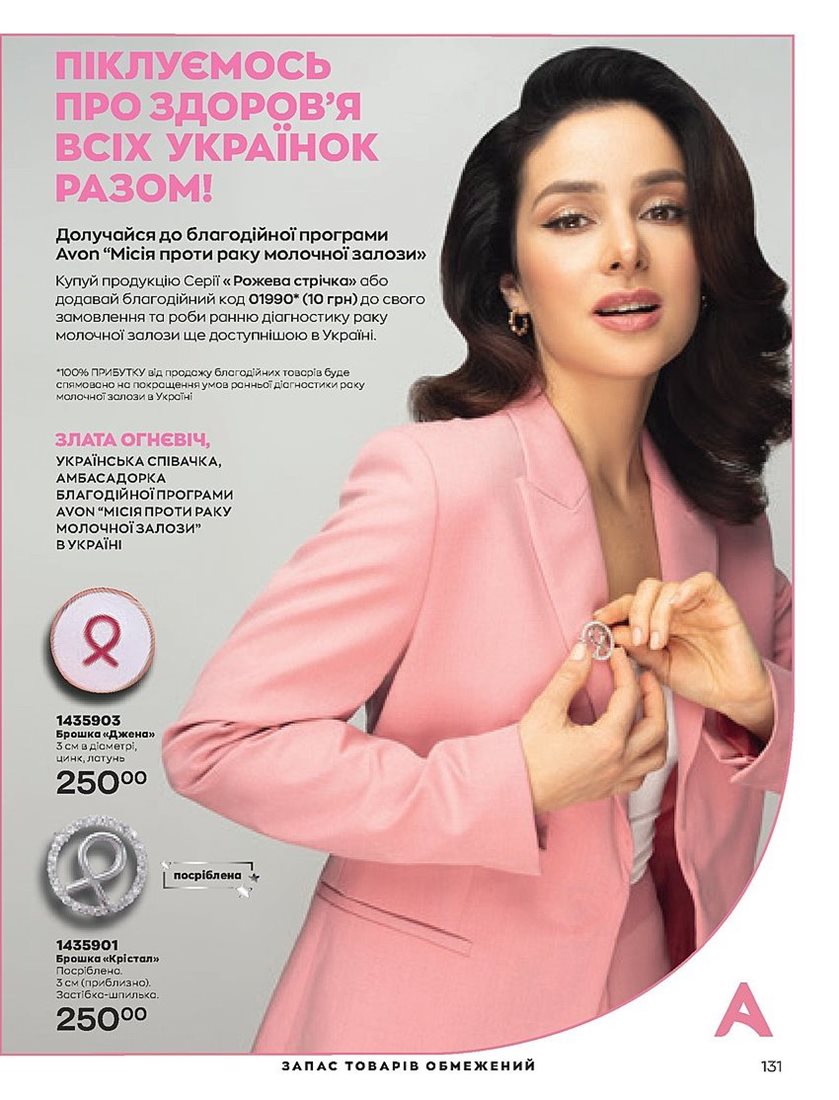 ПІКЛУЄМОСЬ
ПРО ЗДОРОВ’Я
ВСІХ УКРАЇНОК
РАЗОМ!
Долучайся до благодійної програми
Avon “Місія проти раку молочної залози»
Купуй продукцію Серії « Рожева стрічка» або
додавай благодійний код 01990* (10 грн) до свого
замовлення та роби ранню діагностику раку
молочної залози ще доступнішою в Україні.
*100% ПРИБУТКУ від продажу благодійних товарів буде
спямовано на покращення умов ранньої діагностики раку
молочної залози в Україні
ЗЛАТА ОГНЄВІЧ,
УКРАЇНСЬКА СПІВАЧКА,
АМБАСАДОРКА
БЛАГОДІЙНОЇ ПРОГРАМИ
AVON “МІСІЯ ПРОТИ РАКУ
МОЛОЧНОЇ ЗАЛОЗИ”
В УКРАЇНІ
1435903
Брошка «Джена»
3 см в діаметрі,
цинк, латунь
250⁰⁰
посріблена
1435901
Брошка «Крістал»
Посріблена.
3 см (приблизно).
Застібка-шпилька.
250⁰⁰
ЗАПАС ТОВАРІВ ОБМЕЖЕНИЙ
131